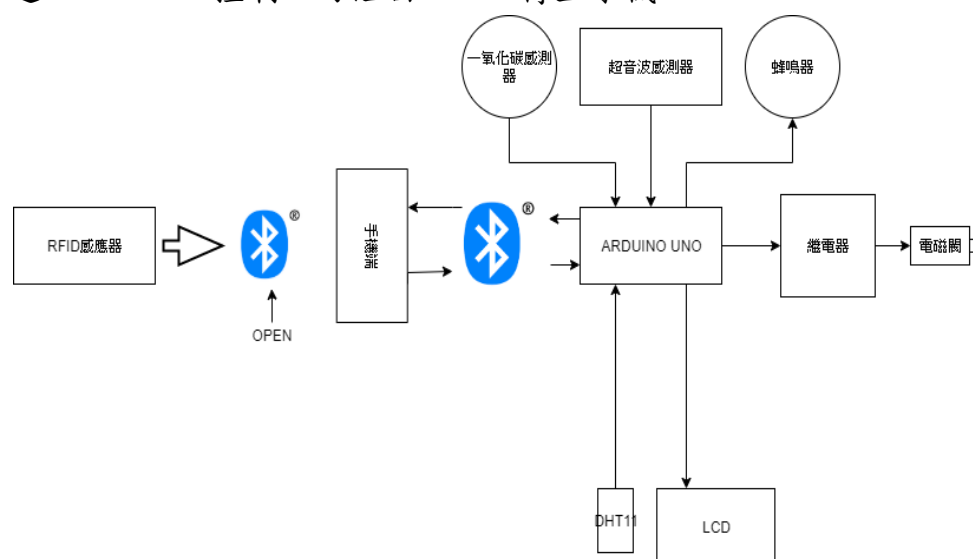 一氧化碳感測
器
超音波感測器
蜂鳴器
RFID感應器
®
OPEN
手機端
®
ARDUINO UNO
繼電器
電磁閥
DHT11
LCD